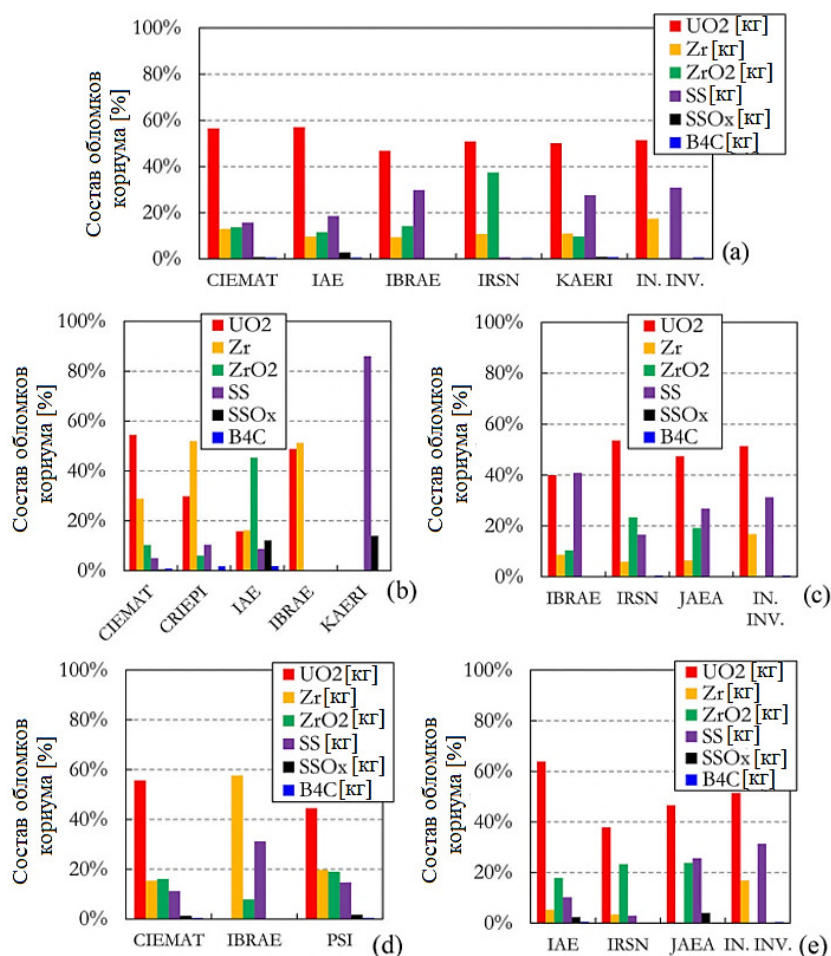 Состав обломков
кориума [%]
100%
80%
60%
40%
20%
0%
UO2 [кг]
Zr [кг]
ZrO2 [кг]
SS [кг]
SSOx [кг]
B4C [кг]
CIEMAT IAE IBRAE IRSN KAERI IN. INV.
(a)
Состав обломков
кориума [%]
100%
80%
60%
40%
20%
0%
UO2
Zr
ZrO2
SS
SSOx
B4C
CIEMAT CRIEPI IAE IBRAE KAERI
(b)
Состав обломков
кориума [%]
100%
80%
60%
40%
20%
0%
UO2
Zr
ZrO2
SS
SSOx
B4C
IBRAE IRSN JAEA IN.
INV.
(c)
Состав обломков
кориума [%]
100%
80%
60%
40%
20%
0%
UO2 [кг]
Zr [кг]
ZrO2 [кг]
SS [кг]
SSOx [кг]
B4C [кг]
CIEMAT IBRAE PSI
(d)
Состав обломков
кориума [%]
100%
80%
60%
40%
20%
0%
UO2 [кг]
Zr [кг]
ZrO2 [кг]
SS [кг]
SSOx [кг]
B4C [кг]
IAE IRSN JAEA IN. INV.
(e)